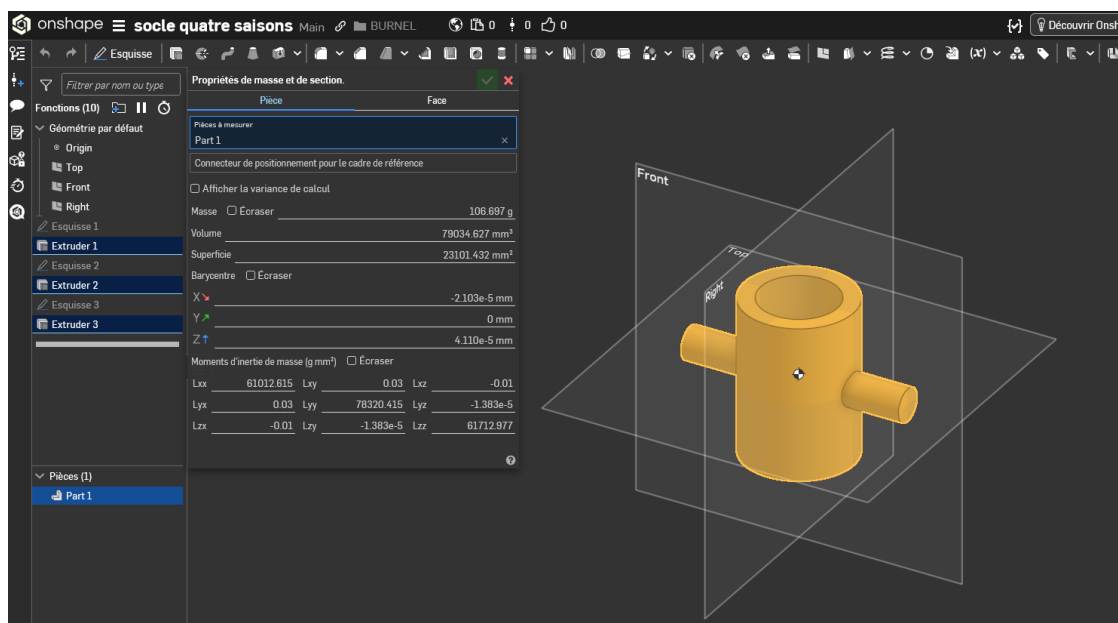 onshape socle quatre saisons Main BURNEL 0 0 0 Découvrir Onsh
Esquisse (x)
Filtrer par nom ou type
Fonctions (10)
Géométrie par défaut
Origin
Top
Front
Right
Esquisse 1
Extruder 1
Esquisse 2
Extruder 2
Esquisse 3
Extruder 3
Pièces (1)
Part 1
Propriétés de masse et de section.
Pièce Face
Pièces à mesurer
Part 1
Connecteur de positionnement pour le cadre de référence
Afficher la variance de calcul
Masse Écraser 106.697 g
Volume 79034.627 mm³
Superficie 23101.432 mm²
Barycentre Écraser
X -2.103e-5 mm
Y 0 mm
Z 4.110e-5 mm
Moments d'inertie de masse (g mm²) Écraser
Lxx 61012.615 Lxy 0.03 Lxz -0.01
Lyx 0.03 Lyy 78320.415 Lyz -1.383e-5
Lzx -0.01 Lzy -1.383e-5 Lzz 61712.977
Front
Top
Right